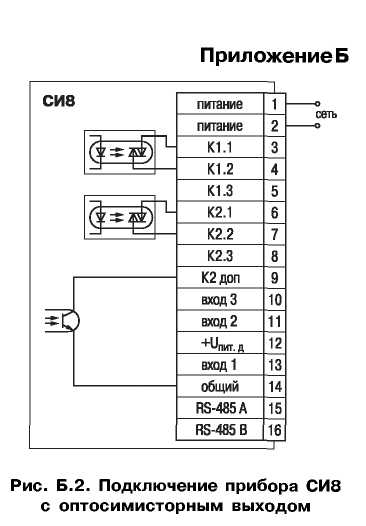 Приложение Б
СИ8
питание 1
сеть
питание 2
К1.1 3
К1.2 4
К1.3 5
К2.1 6
К2.2 7
К2.3 8
К2 доп 9
вход 3 10
вход 2 11
+Uпит. д 12
вход 1 13
общий 14
RS-485 А 15
RS-485 В 16
Рис. Б.2. Подключение прибора СИ8
с оптосимисторным выходом